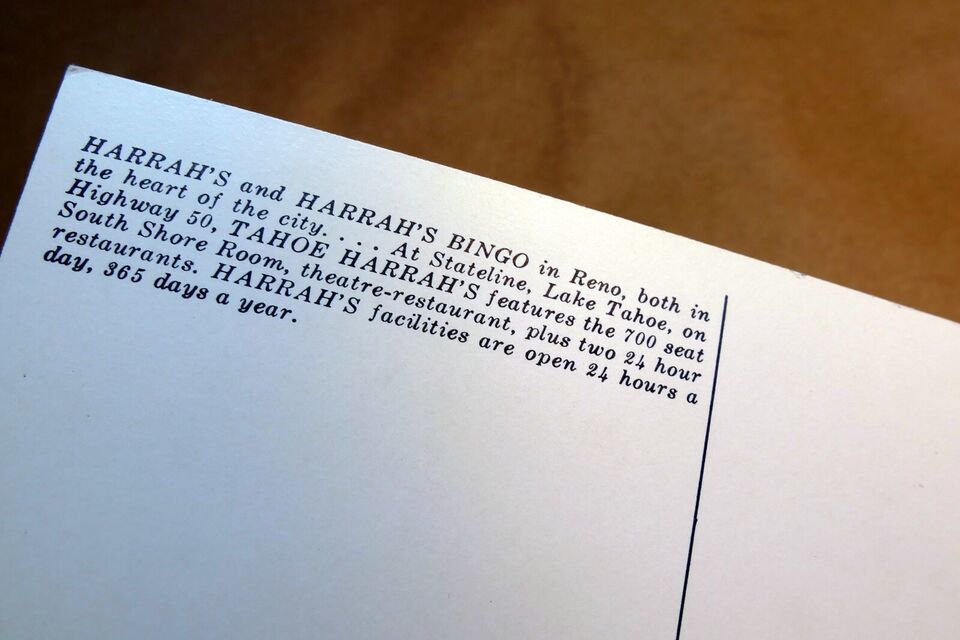 HARRAH'S and HARRAH'S BINGO in Reno, both in
the heart of the city. . . . At Stateline, Lake Tahoe, on
Highway 50, TAHOE HARRAH'S features the 700 seat
South Shore Room, theatre-restaurant, plus two 24 hour
restaurants. HARRAH'S facilities are open 24 hours a
day, 365 days a year.